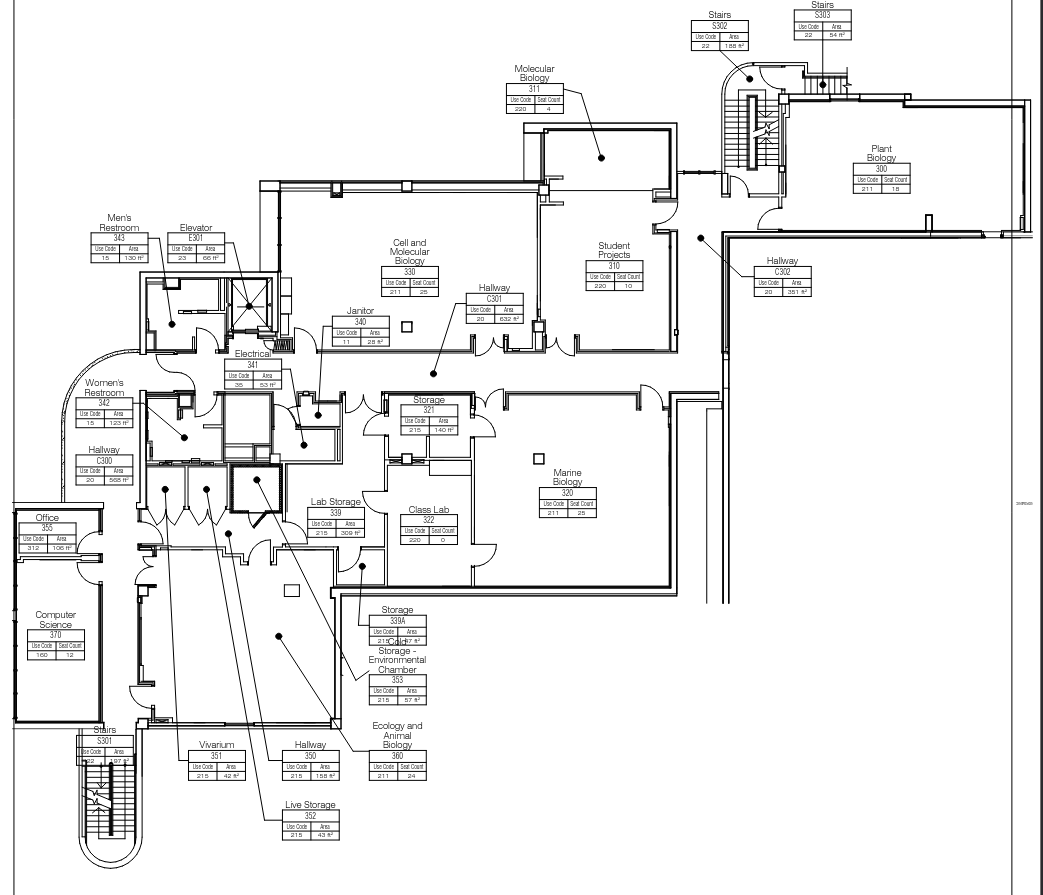 Stairs
S303
Use Code Area
22 54 ft²
Stairs
S302
Use Code Area
22 188 ft²
Molecular
Biology
311
Use Code Seat Count
220 4
Plant
Biology
300
Use Code Seat Count
211 18
Men's
Restroom
343
Use Code Area
15 130 ft²
Elevator
E301
Use Code Area
23 66 ft²
Cell and
Molecular
Biology
330
Use Code Seat Count
211 25
Student
Projects
310
Use Code Seat Count
220 10
Hallway
C302
Use Code Area
20 351 ft²
Hallway
C301
Use Code Area
20 632 ft²
Janitor
340
Use Code Area
11 28 ft²
Electrical
341
Use Code Area
35 53 ft²
Women's
Restroom
342
Use Code Area
15 123 ft²
Storage
321
Use Code Area
215 140 ft²
Hallway
C300
Use Code Area
20 568 ft²
Marine
Biology
320
Use Code Seat Count
211 25
Lab Storage
339
Use Code Area
215 309 ft²
Class Lab
322
Use Code Seat Count
220 0
Office
355
Use Code Area
312 106 ft²
Computer
Science
370
Use Code Seat Count
160 12
Storage
339A
Use Code Area
215 47 ft²
Cold
Storage -
Environmental
Chamber
353
Use Code Area
215 57 ft²
Ecology and
Animal
Biology
360
Use Code Seat Count
211 24
Stairs
S301
Use Code Area
22 197 ft²
Vivarium
351
Use Code Area
215 42 ft²
Hallway
350
Use Code Area
215 158 ft²
Live Storage
352
Use Code Area
215 43 ft²